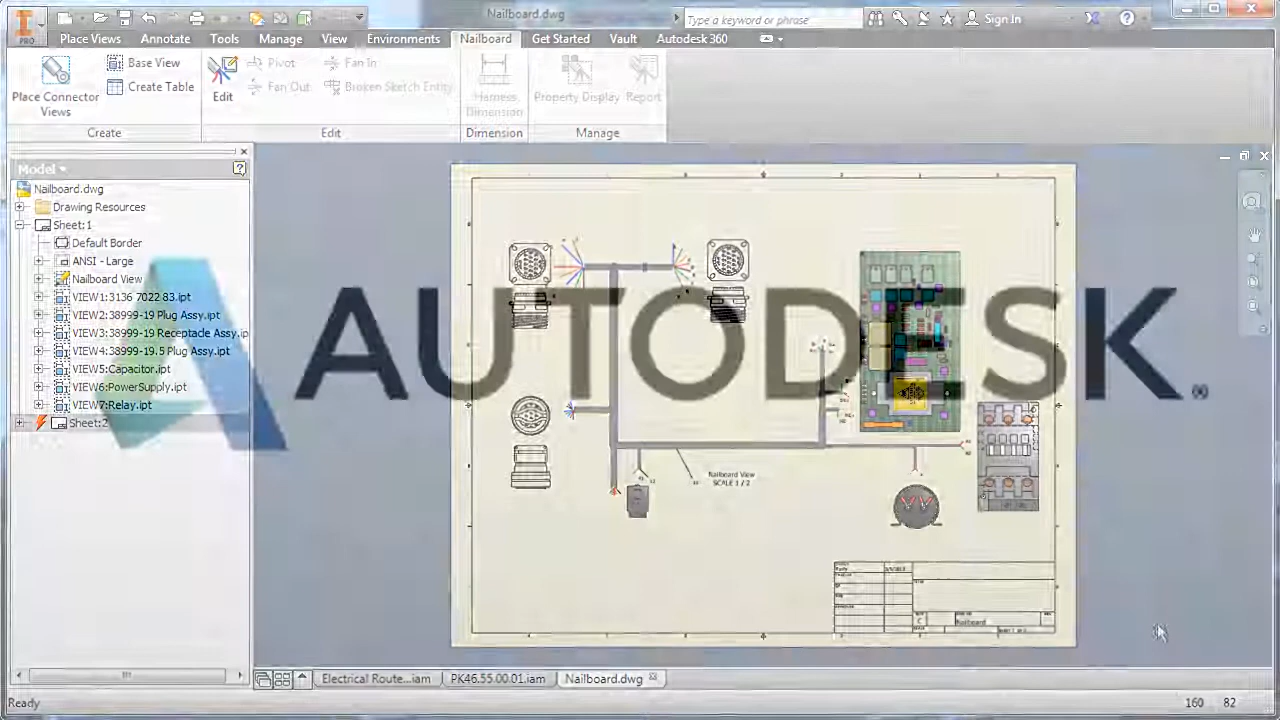 Nailboard.dwg
Type a keyword or phrase
Sign In
PRO
Place Views Annotate Tools Manage View Environments Nailboard Get Started Vault Autodesk 360
Place Connector Views
Base View
Create Table
Create
Edit
Pivot
Fan Out
Fan In
Broken Sketch Entity
Edit
Harness Dimension
Dimension
Property Display
Report
Manage
Model
Nailboard.dwg
Drawing Resources
Sheet:1
Default Border
ANSI - Large
Nailboard View
VIEW1:3136 7022 83.ipt
VIEW2:38999-19 Plug Assy.ipt
VIEW3:38999-19 Receptacle Assy.ip
VIEW4:38999-19.5 Plug Assy.ipt
VIEW5:Capacitor.ipt
VIEW6:PowerSupply.ipt
VIEW7:Relay.ipt
Sheet:2
AUTODESK
Nailboard View
SCALE 1 / 2
C
Nailboard
Electrical Route...iam PK46.55.00.01.iam Nailboard.dwg
Ready
160 82